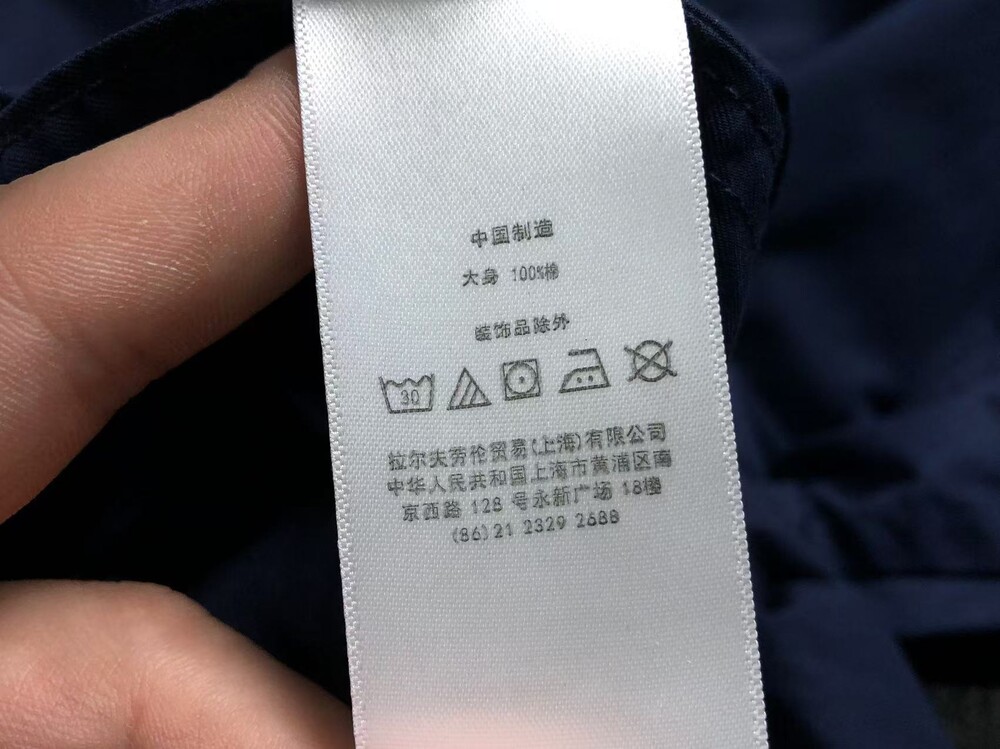 中国制造
大身 100%棉
装饰品除外
30
拉尔夫劳伦贸易(上海)有限公司
中华人民共和国上海市黄浦区南
京西路 128 号永新广场 18楼
(86)21 2329 2688